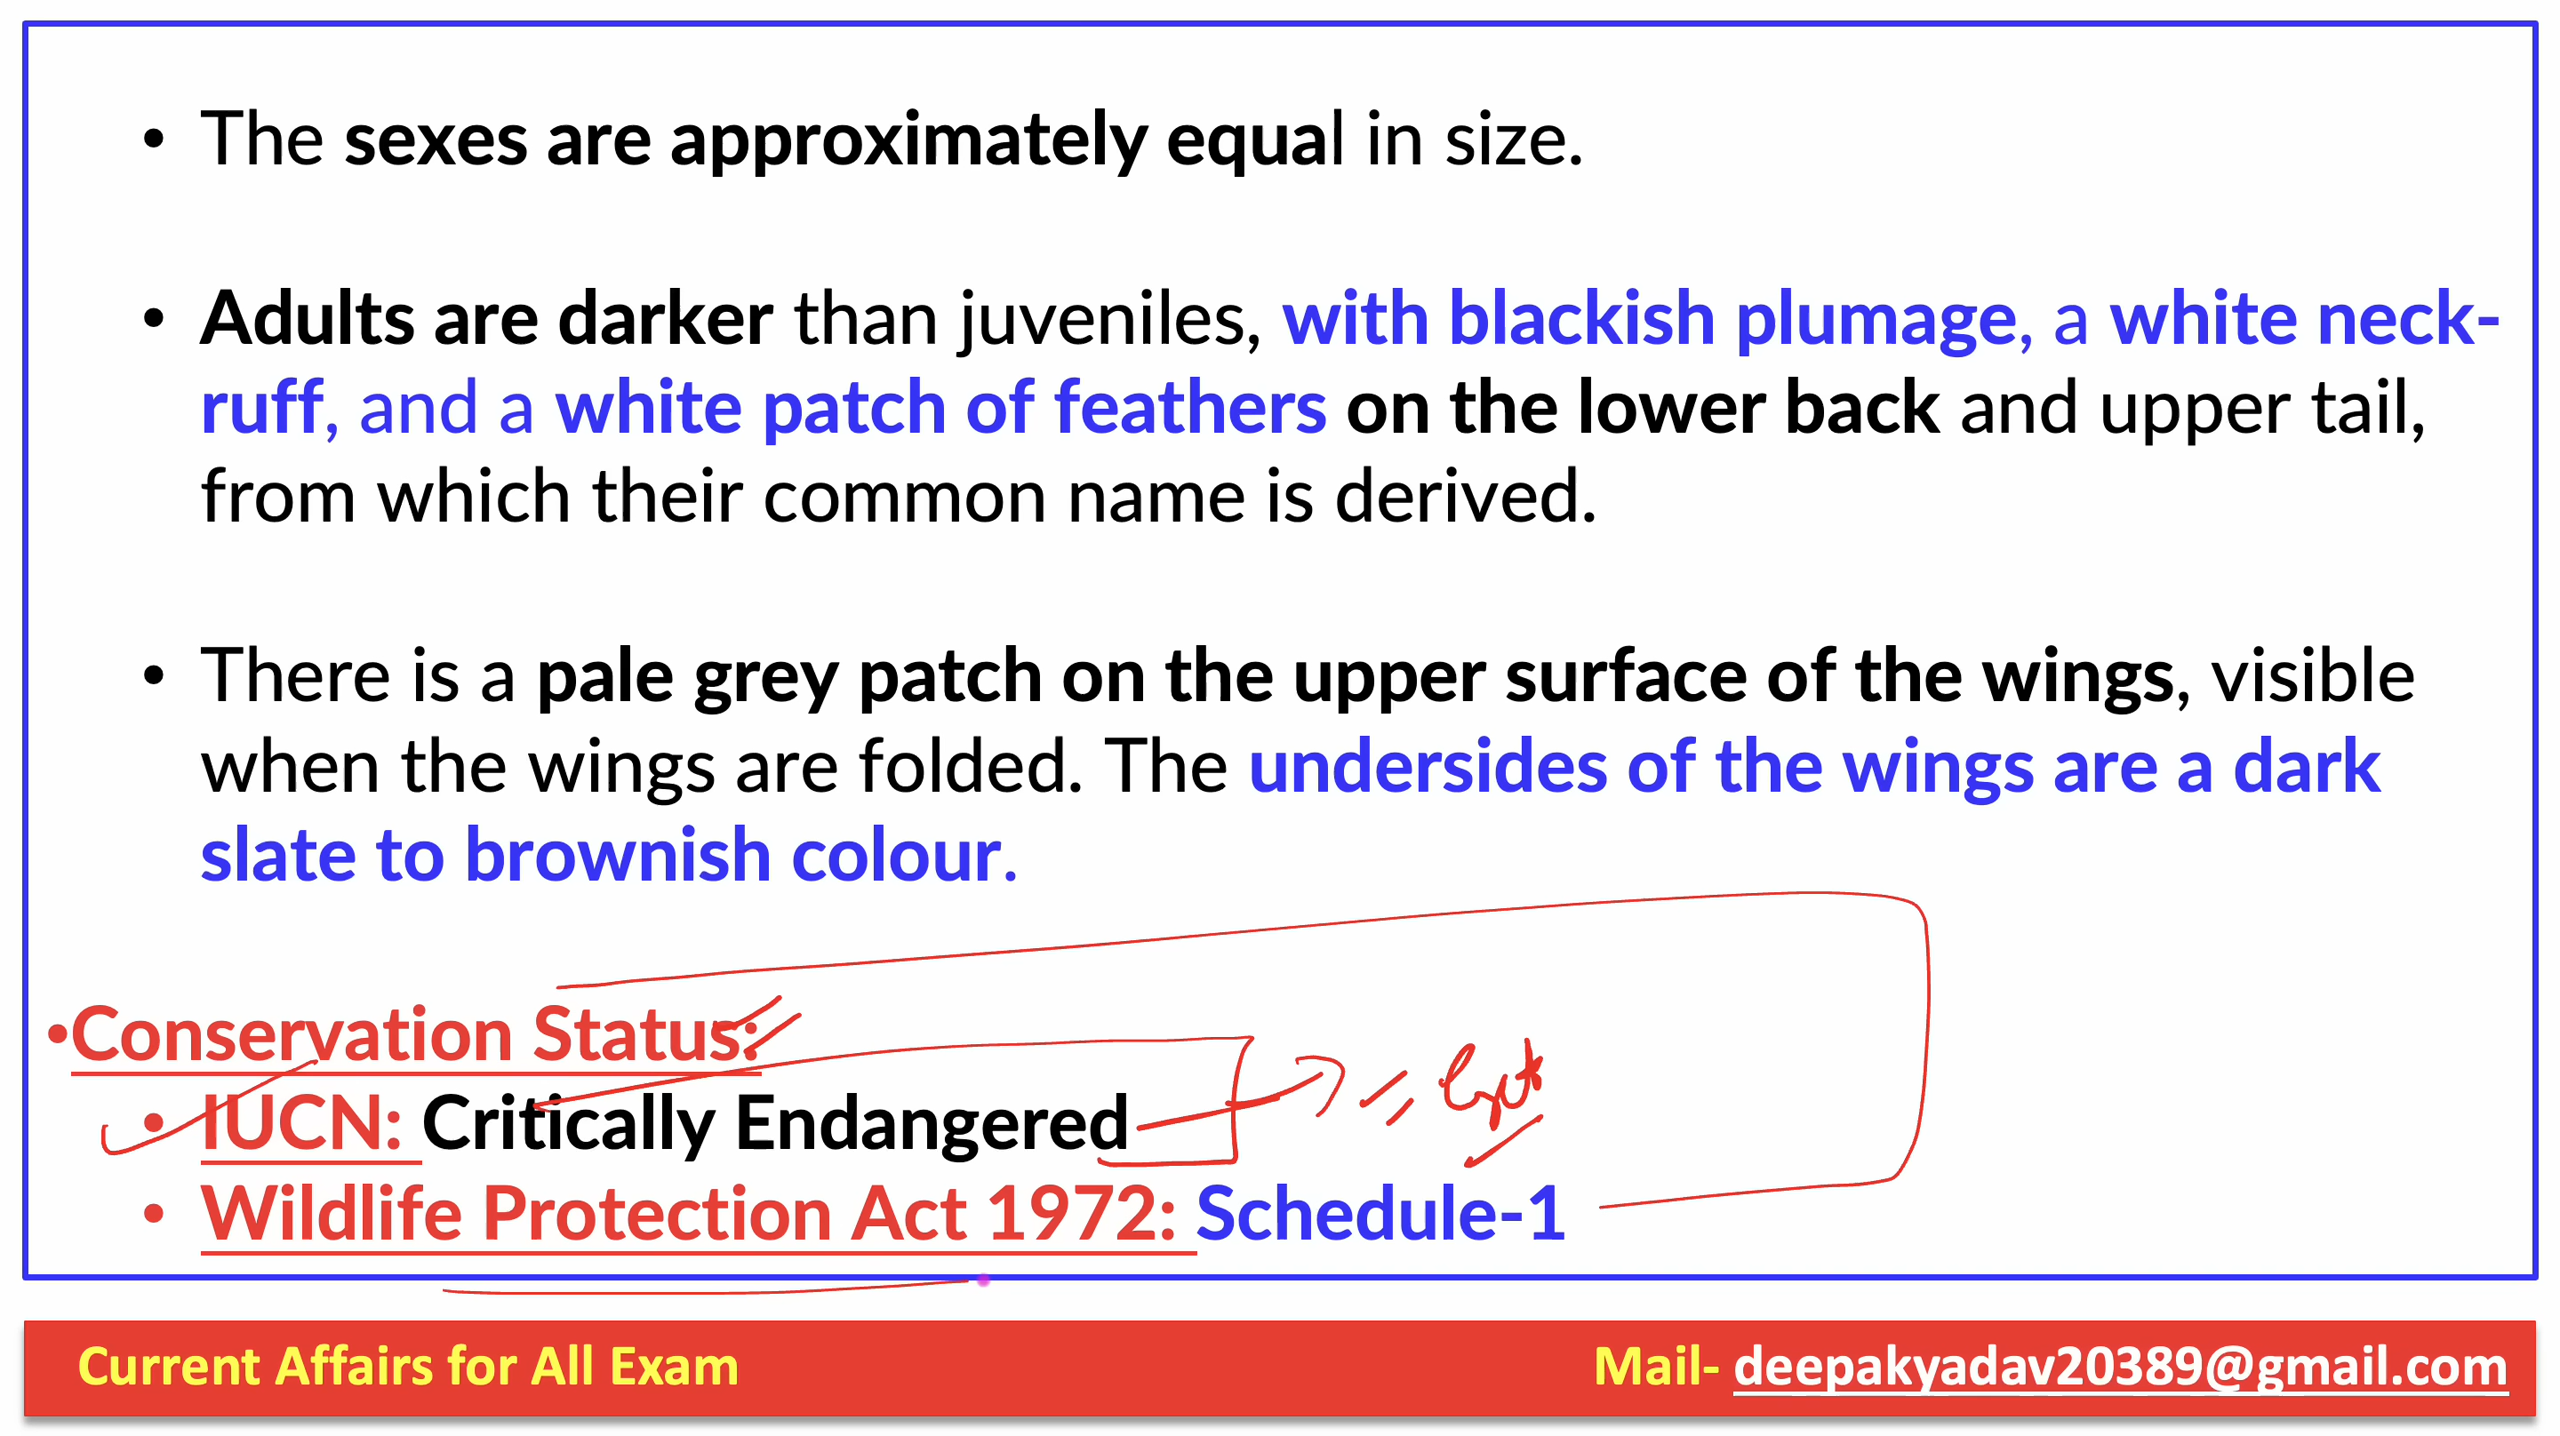 • The sexes are approximately equal in size.
• Adults are darker than juveniles, with blackish plumage, a white neck-
ruff, and a white patch of feathers on the lower back and upper tail,
from which their common name is derived.
• There is a pale grey patch on the upper surface of the wings, visible
when the wings are folded. The undersides of the wings are a dark
slate to brownish colour.
•Conservation Status:
• IUCN: Critically Endangered
• Wildlife Protection Act 1972: Schedule-1
Current Affairs for All Exam
Mail- deepakyadav20389@gmail.com